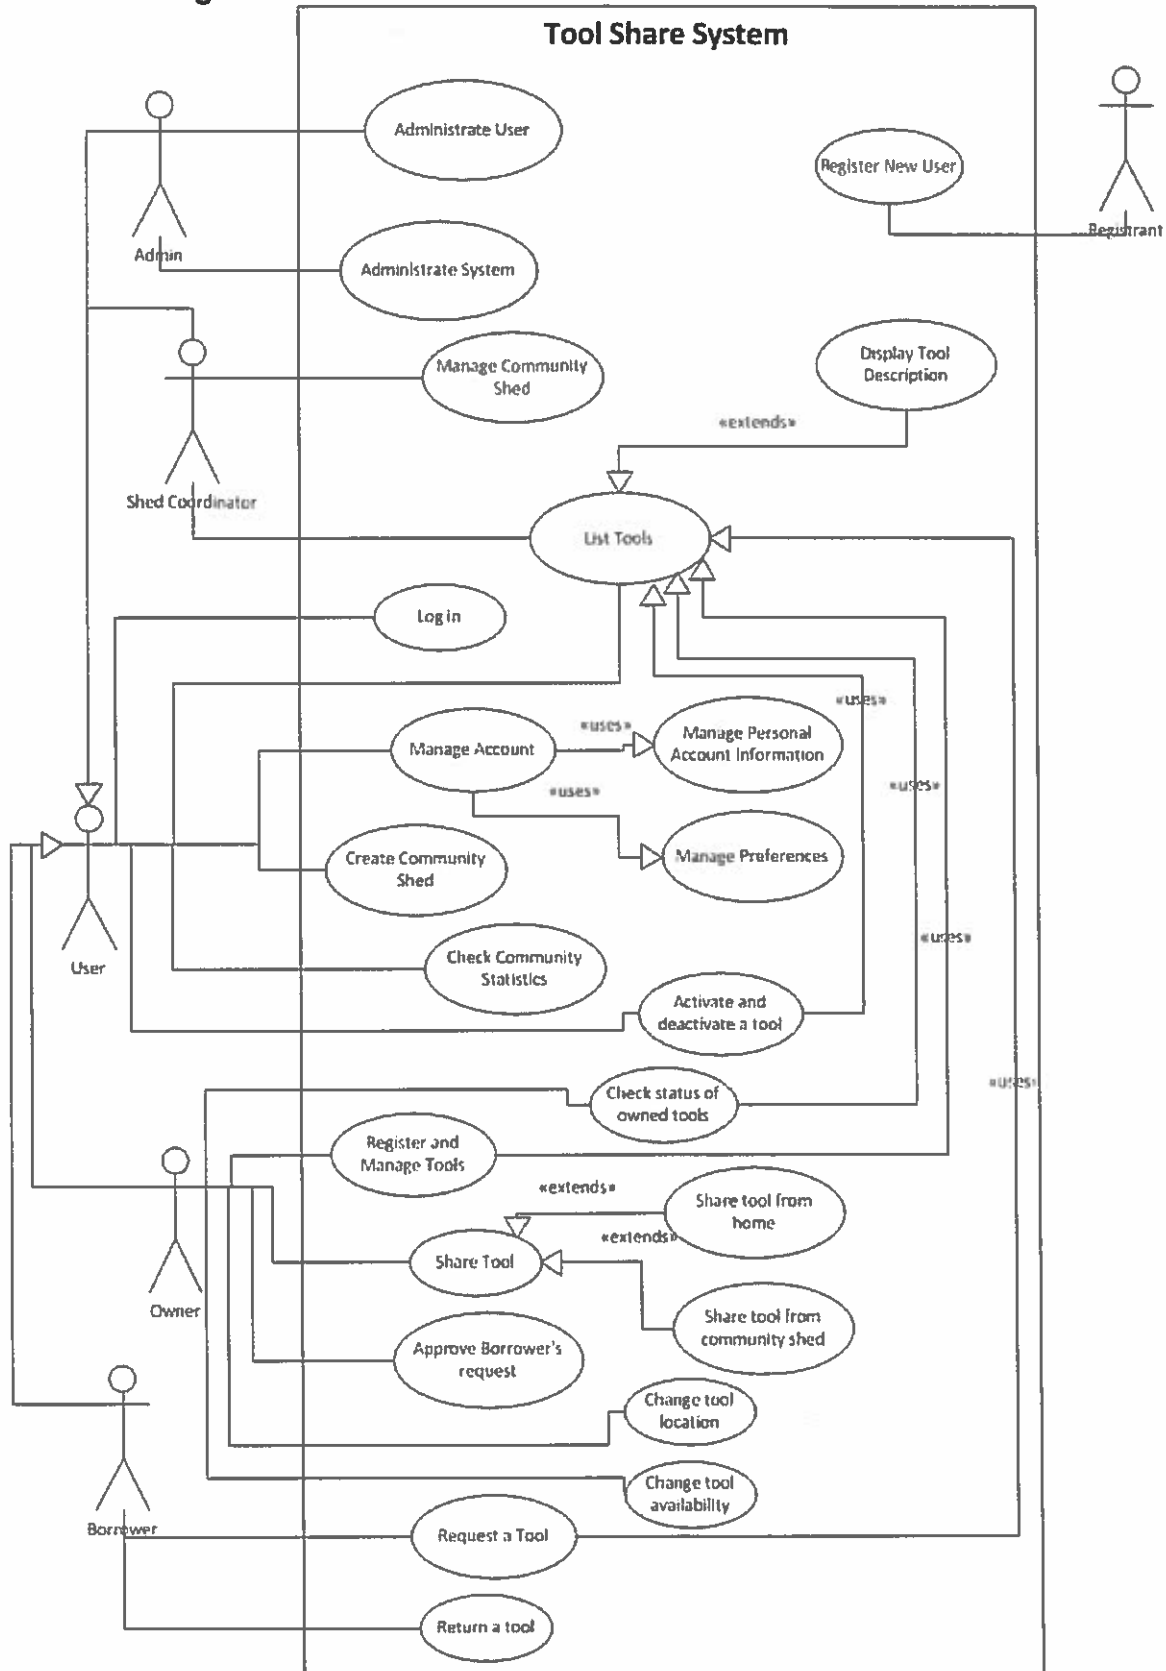 Tool Share System
Administrate User
Register New User
Admin
Registrant
Administrate System
Manage Community
Shed
Display Tool
Description
«extends»
Shed Coordinator
List Tools
Log in
«uses»
Manage Account
«uses»
Manage Personal
Account Information
«uses»
«uses»
Manage Preferences
Create Community
Shed
«uses»
Check Community
Statistics
User
Activate and
deactivate a tool
Check status of
owned tools
«uses»
Register and
Manage Tools
«extends»
Share tool from
home
«extends»
Share Tool
Owner
Share tool from
community shed
Approve Borrower's
request
Change tool
location
Change tool
availability
Borrower
Request a Tool
Return a tool